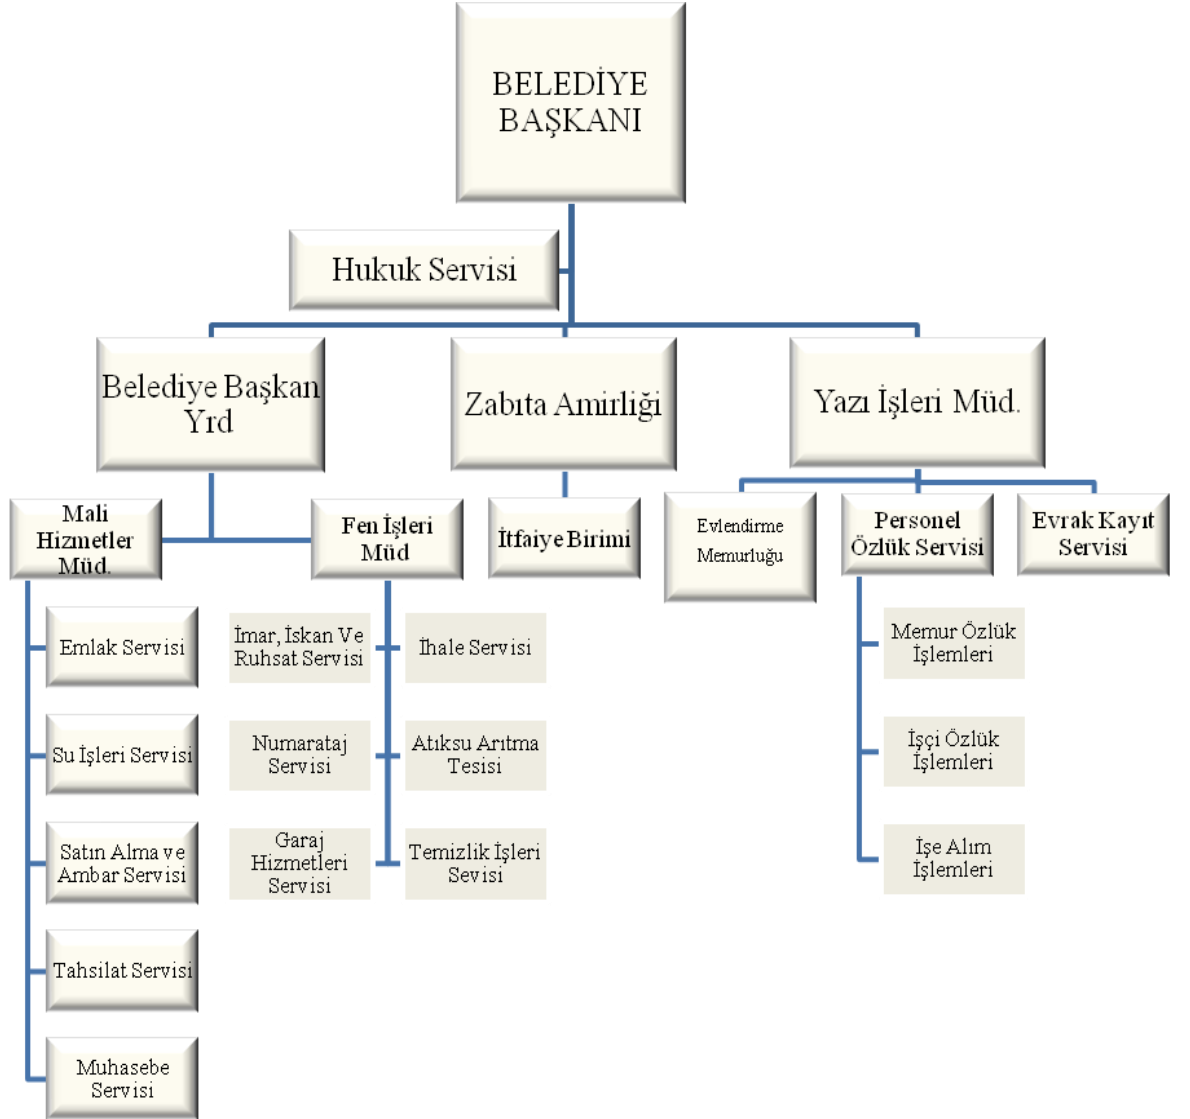 BELEDİYE
BAŞKANI
Hukuk Servisi
Belediye Başkan
Yrd
Zabıta Amirliği
Yazı İşleri Müd.
Mali
Hizmetler
Müd.
Fen İşleri
Müd
İtfaiye Birimi
Evlendirme
Memurluğu
Personel
Özlük Servisi
Evrak Kayıt
Servisi
Emlak Servisi
Su İşleri Servisi
Satın Alma ve
Ambar Servisi
Tahsilat Servisi
Muhasebe
Servisi
İmar, İskan Ve
Ruhsat Servisi
İhale Servisi
Numarataj
Servisi
Atıksu Arıtma
Tesisi
Garaj
Hizmetleri
Servisi
Temizlik İşleri
Sevisi
Memur Özlük
İşlemleri
İşçi Özlük
İşlemleri
İşe Alım
İşlemleri